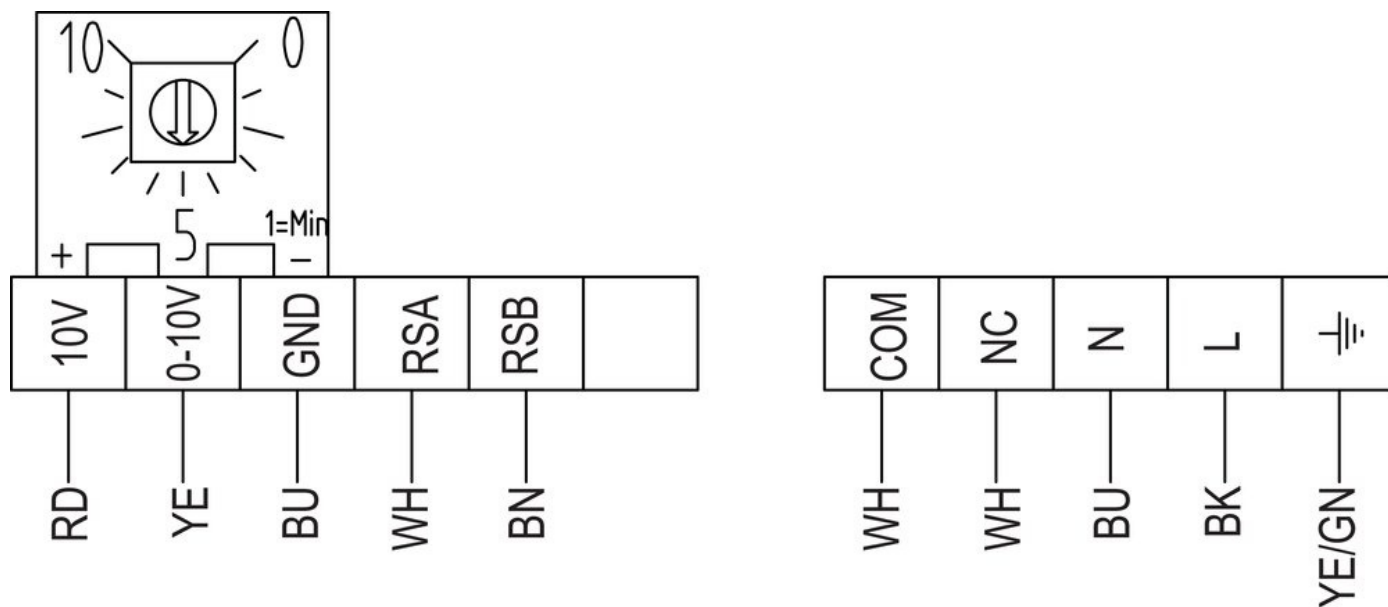 10 0
5 1=Min
+ -
10V 0-10V GND RSA RSB COM NC N L
RD YE BU WH BN WH WH BU BK YE/GN